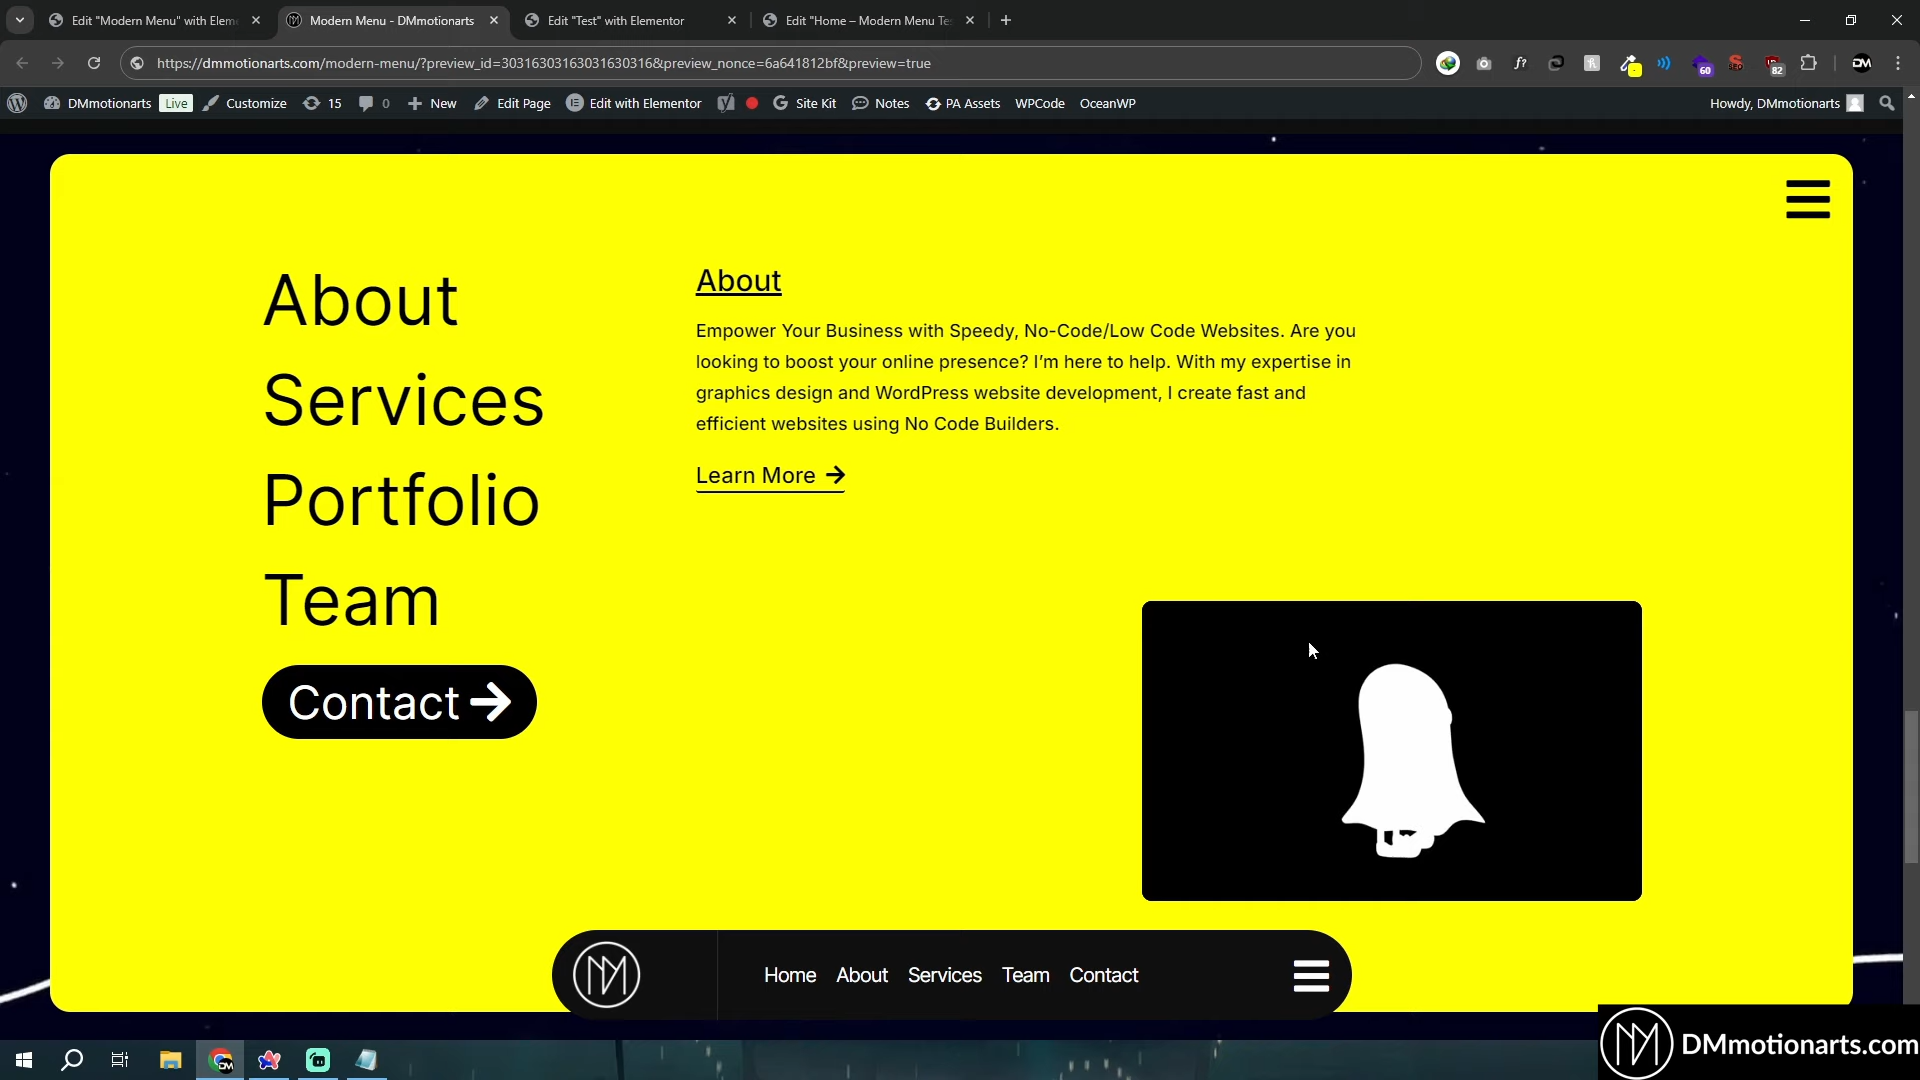 Edit "Modern Menu" with Eleme
Modern Menu - DMmotionarts
Edit "Test" with Elementor
Edit "Home – Modern Menu Te
https://dmmotionarts.com/modern-menu/?preview_id=30316303163031630316&preview_nonce=6a641812bf&preview=true
60
82
DM
DMmotionarts
Live
Customize
15
0
New
Edit Page
Edit with Elementor
Site Kit
Notes
PA Assets
WPCode
OceanWP
Howdy, DMmotionarts
About
Services
Portfolio
Team
Contact
About
Empower Your Business with Speedy, No-Code/Low Code Websites. Are you
looking to boost your online presence? I’m here to help. With my expertise in
graphics design and WordPress website development, I create fast and
efficient websites using No Code Builders.
Learn More
Home
About
Services
Team
Contact
DMmotionarts.com